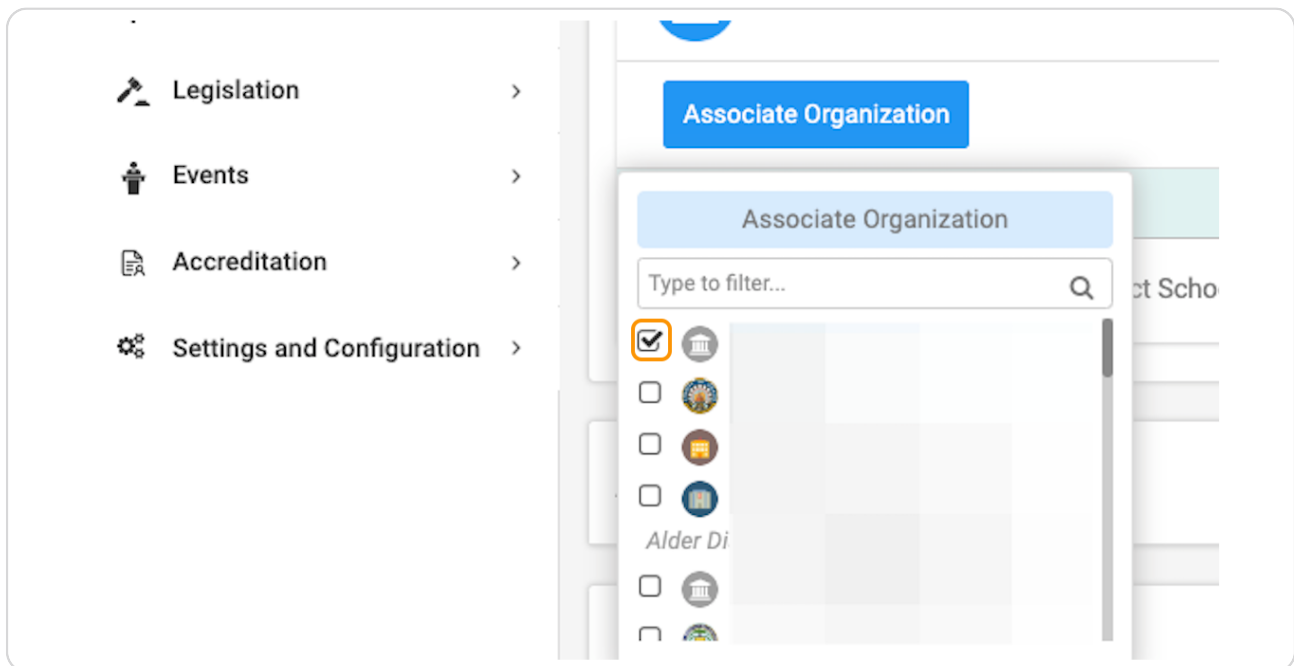 Legislation
Events
Accreditation
Settings and Configuration
Associate Organization
Associate Organization
Type to filter...
ct Scho
Alder Di